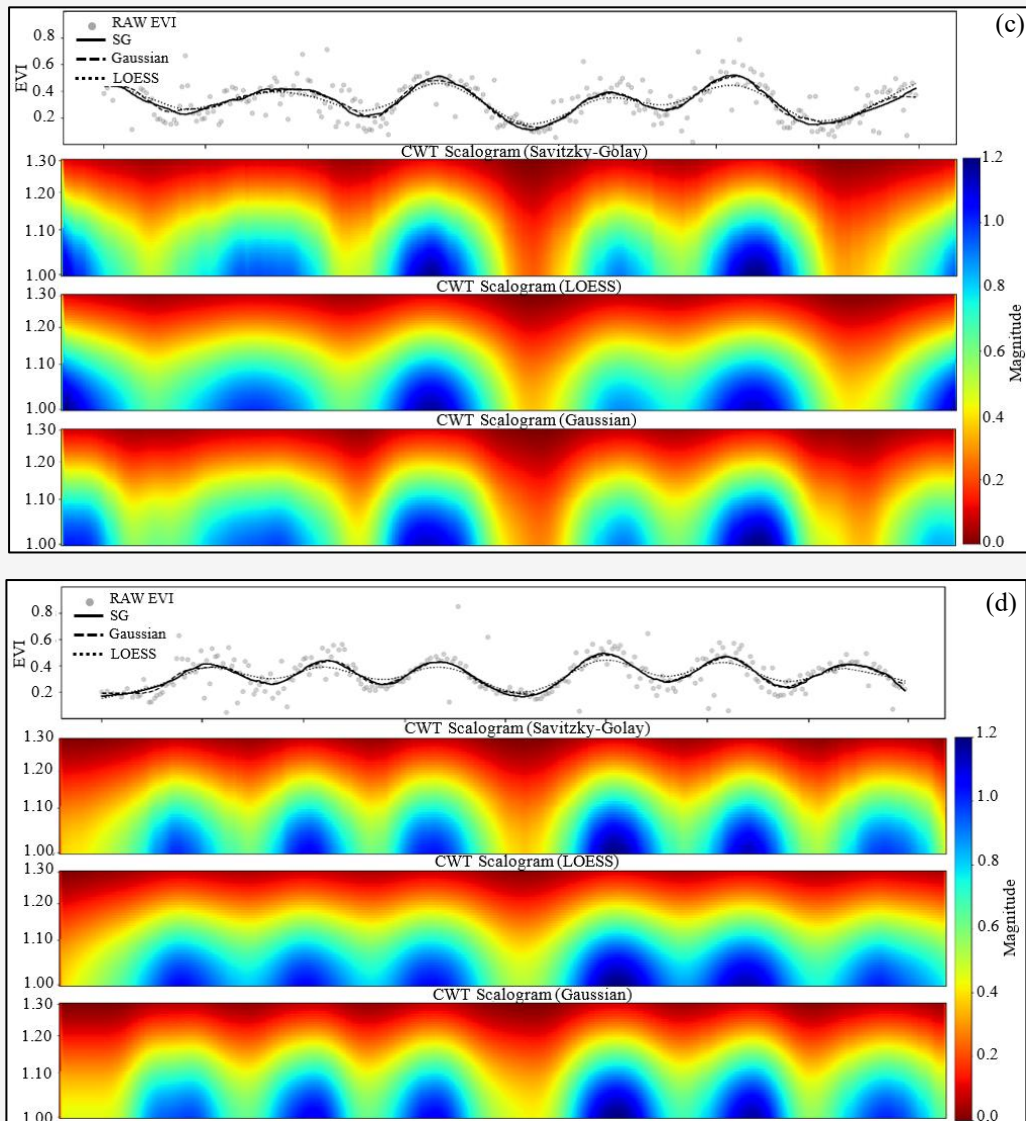 (c)
RAW EVI
SG
Gaussian
LOESS
EVI
0.8
0.6
0.4
0.2
CWT Scalogram (Savitzky-Golay)
1.30
1.20
1.10
1.00
CWT Scalogram (LOESS)
1.30
1.20
1.10
1.00
CWT Scalogram (Gaussian)
1.30
1.20
1.10
1.00
1.2
1.0
0.8
0.6
0.4
0.2
0.0
Magnitude
(d)
RAW EVI
SG
Gaussian
LOESS
EVI
0.8
0.6
0.4
0.2
CWT Scalogram (Savitzky-Golay)
1.30
1.20
1.10
1.00
CWT Scalogram (LOESS)
1.30
1.20
1.10
1.00
CWT Scalogram (Gaussian)
1.30
1.20
1.10
1.00
1.2
1.0
0.8
0.6
0.4
0.2
0.0
Magnitude